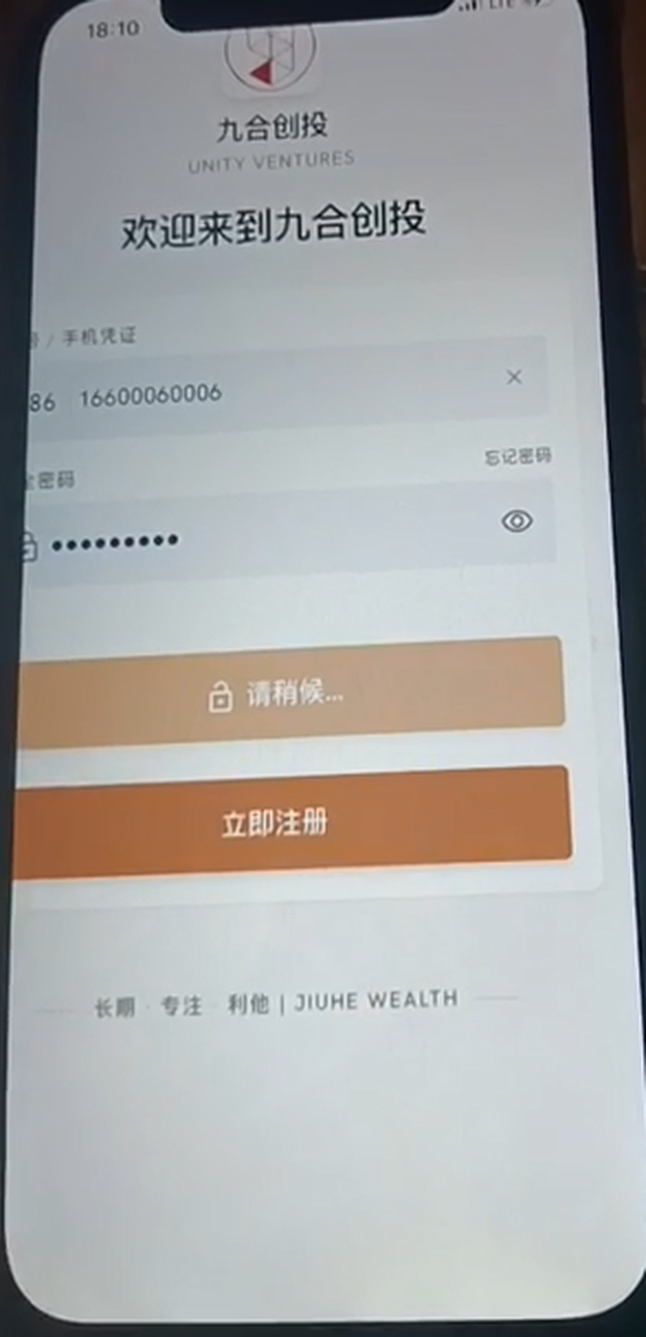 18:10
LTE
九合创投
UNITY VENTURES
欢迎来到九合创投
/ 手机凭证
86 16600060006
密码
忘记密码
请稍候...
立即注册
长期 · 专注 · 利他 | JIUHE WEALTH